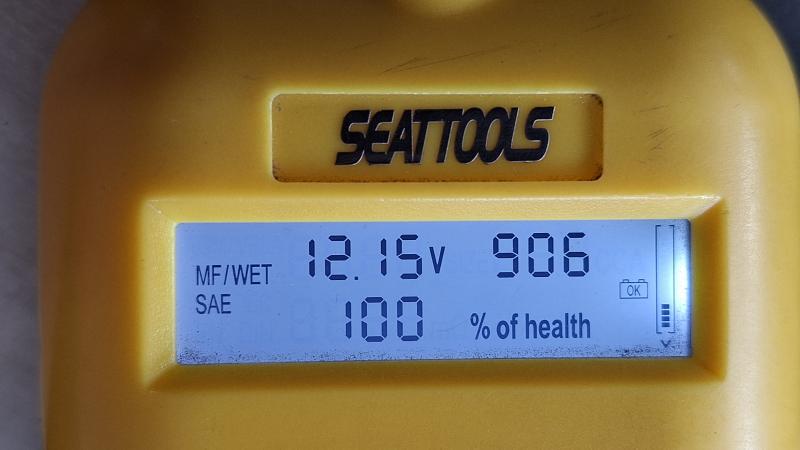 SEATTOOLS
MF/WET 12.15V 906
SAE 100 % of health
OK